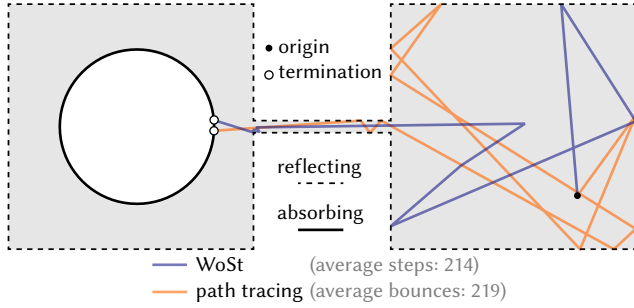 origin
termination
reflecting
absorbing
WoSt (average steps: 214)
path tracing (average bounces: 219)